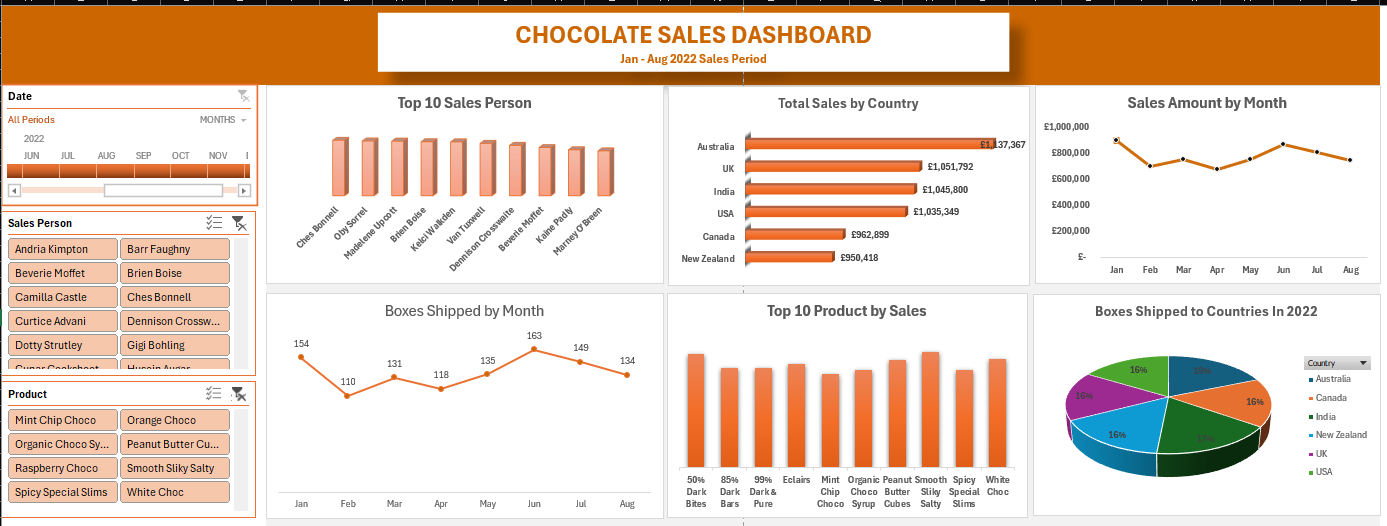 CHOCOLATE SALES DASHBOARD
Jan - Aug 2022 Sales Period
Date
All Periods
MONTHS
2022
JUN JUL AUG SEP OCT NOV
Sales Person
Andria Kimpton
Barr Faughny
Beverie Moffet
Brien Boise
Camilla Castle
Ches Bonnell
Curtice Advani
Dennison Crossw...
Dotty Strutley
Gigi Bohling
Product
Mint Chip Choco
Orange Choco
Organic Choco Sy...
Peanut Butter Cu...
Raspberry Choco
Smooth Sliky Salty
Spicy Special Slims
White Choc
Top 10 Sales Person
Ches Bonnell
Oby Sorrel
Madelene Upcott
Brien Boise
Kelci Walkden
Van Tuxwell
Dennison Crosswaite
Beverie Moffet
Kaine Padly
Marney O'Breen
Total Sales by Country
Australia £1,137,367
UK £1,051,792
India £1,045,800
USA £1,035,349
Canada £962,899
New Zealand £950,418
Sales Amount by Month
£1,000,000
£800,000
£600,000
£400,000
£200,000
£-
Jan Feb Mar Apr May Jun Jul Aug
Boxes Shipped by Month
154 110 131 118 135 163 149 134
Jan Feb Mar Apr May Jun Jul Aug
Top 10 Product by Sales
50% Dark Bites
85% Dark Bars
99% Dark & Pure
Eclairs
Mint Chip Choco
Organic Choco Syrup
Peanut Butter Cubes
Smooth Sliky Salty
Spicy Special Slims
White Choc
Boxes Shipped to Countries In 2022
19%
16%
17%
16%
16%
16%
Country
Australia
Canada
India
New Zealand
UK
USA